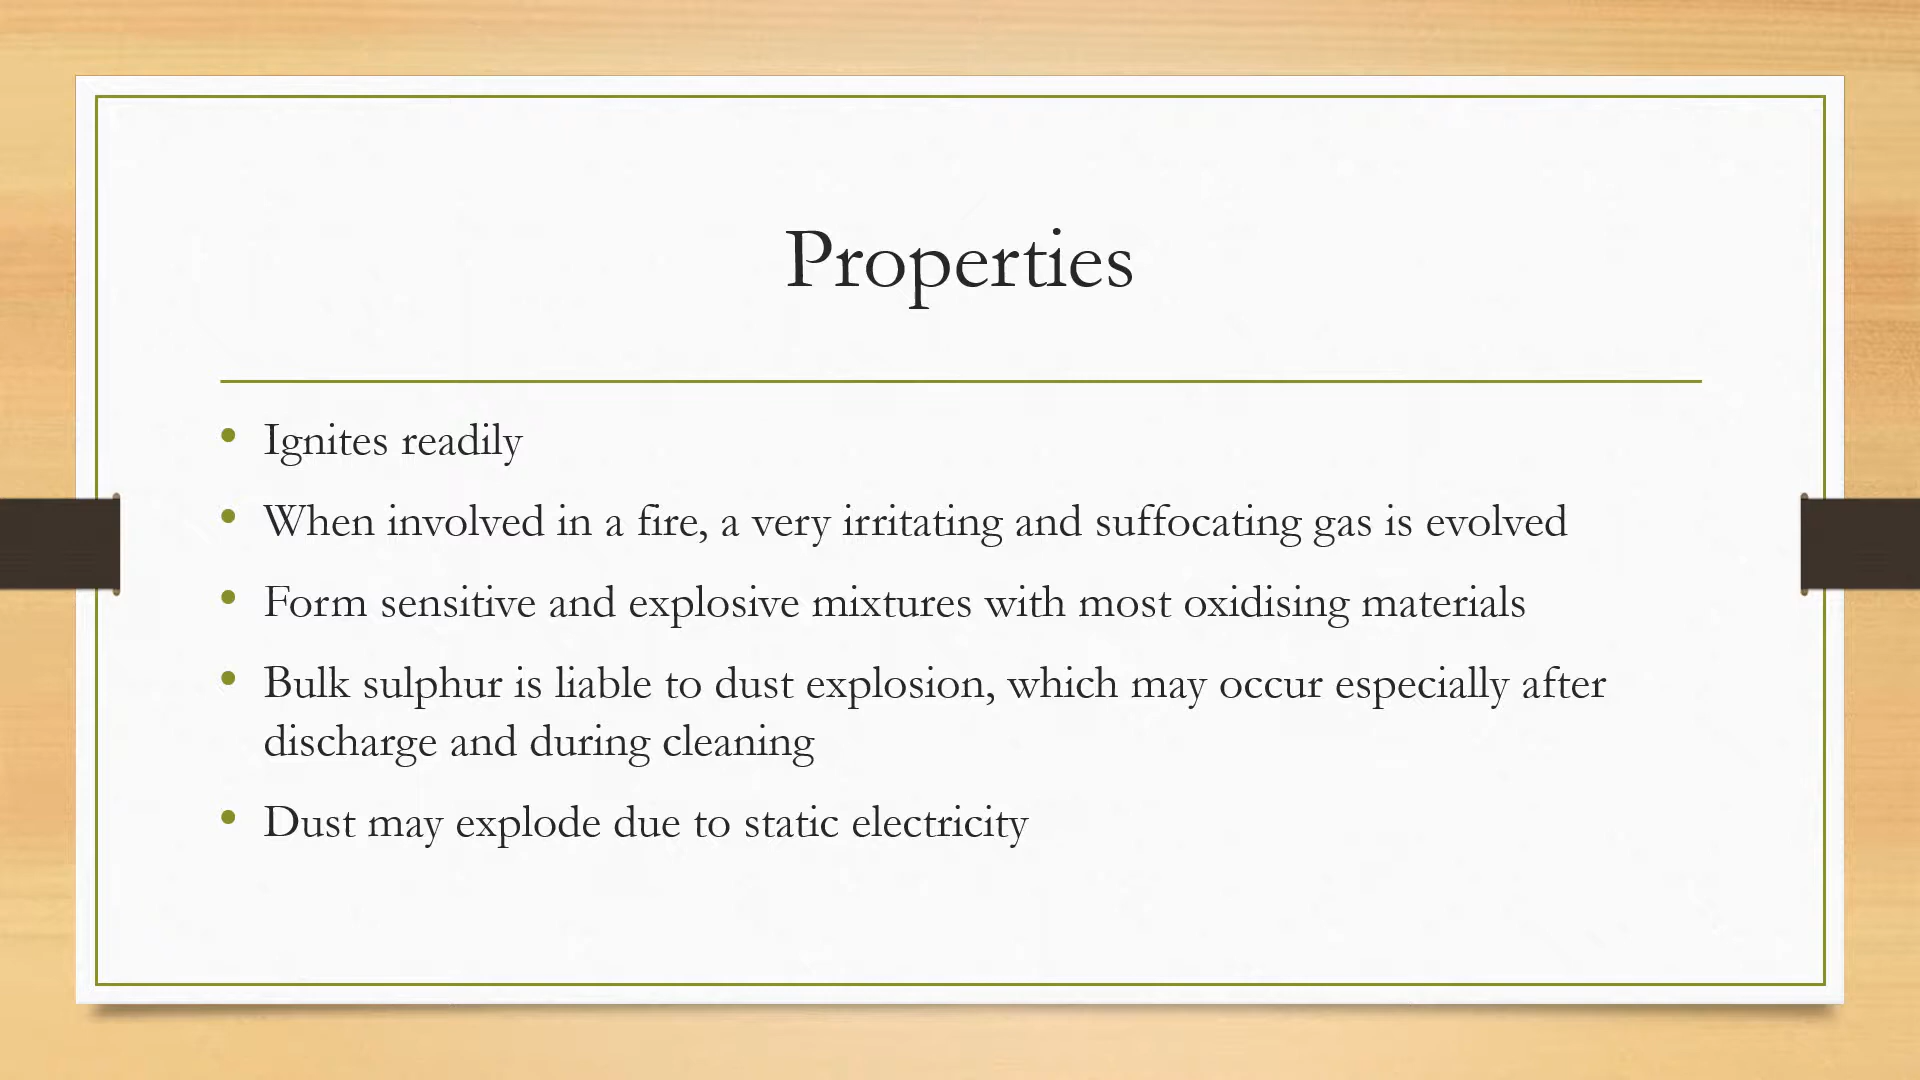 Properties
• Ignites readily
• When involved in a fire, a very irritating and suffocating gas is evolved
• Form sensitive and explosive mixtures with most oxidising materials
• Bulk sulphur is liable to dust explosion, which may occur especially after
discharge and during cleaning
• Dust may explode due to static electricity